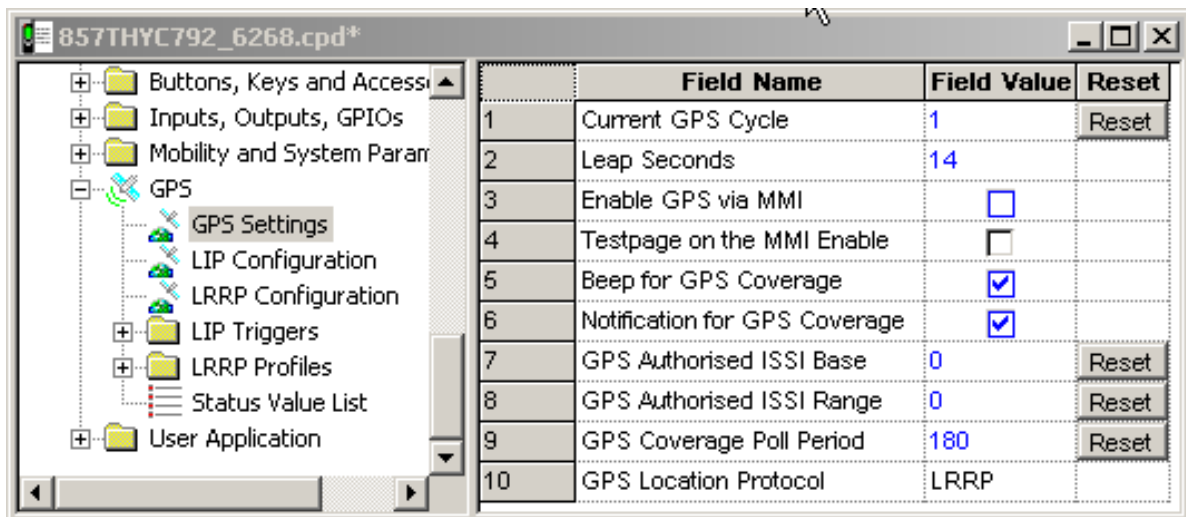 857THYC792_6268.cpd*
Buttons, Keys and Access
Inputs, Outputs, GPIOs
Mobility and System Param
GPS
GPS Settings
LIP Configuration
LRRP Configuration
LIP Triggers
LRRP Profiles
Status Value List
User Application
Field Name Field Value Reset
1 Current GPS Cycle 1 Reset
2 Leap Seconds 14
3 Enable GPS via MMI
4 Testpage on the MMI Enable
5 Beep for GPS Coverage
6 Notification for GPS Coverage
7 GPS Authorised ISSI Base 0 Reset
8 GPS Authorised ISSI Range 0 Reset
9 GPS Coverage Poll Period 180 Reset
10 GPS Location Protocol LRRP